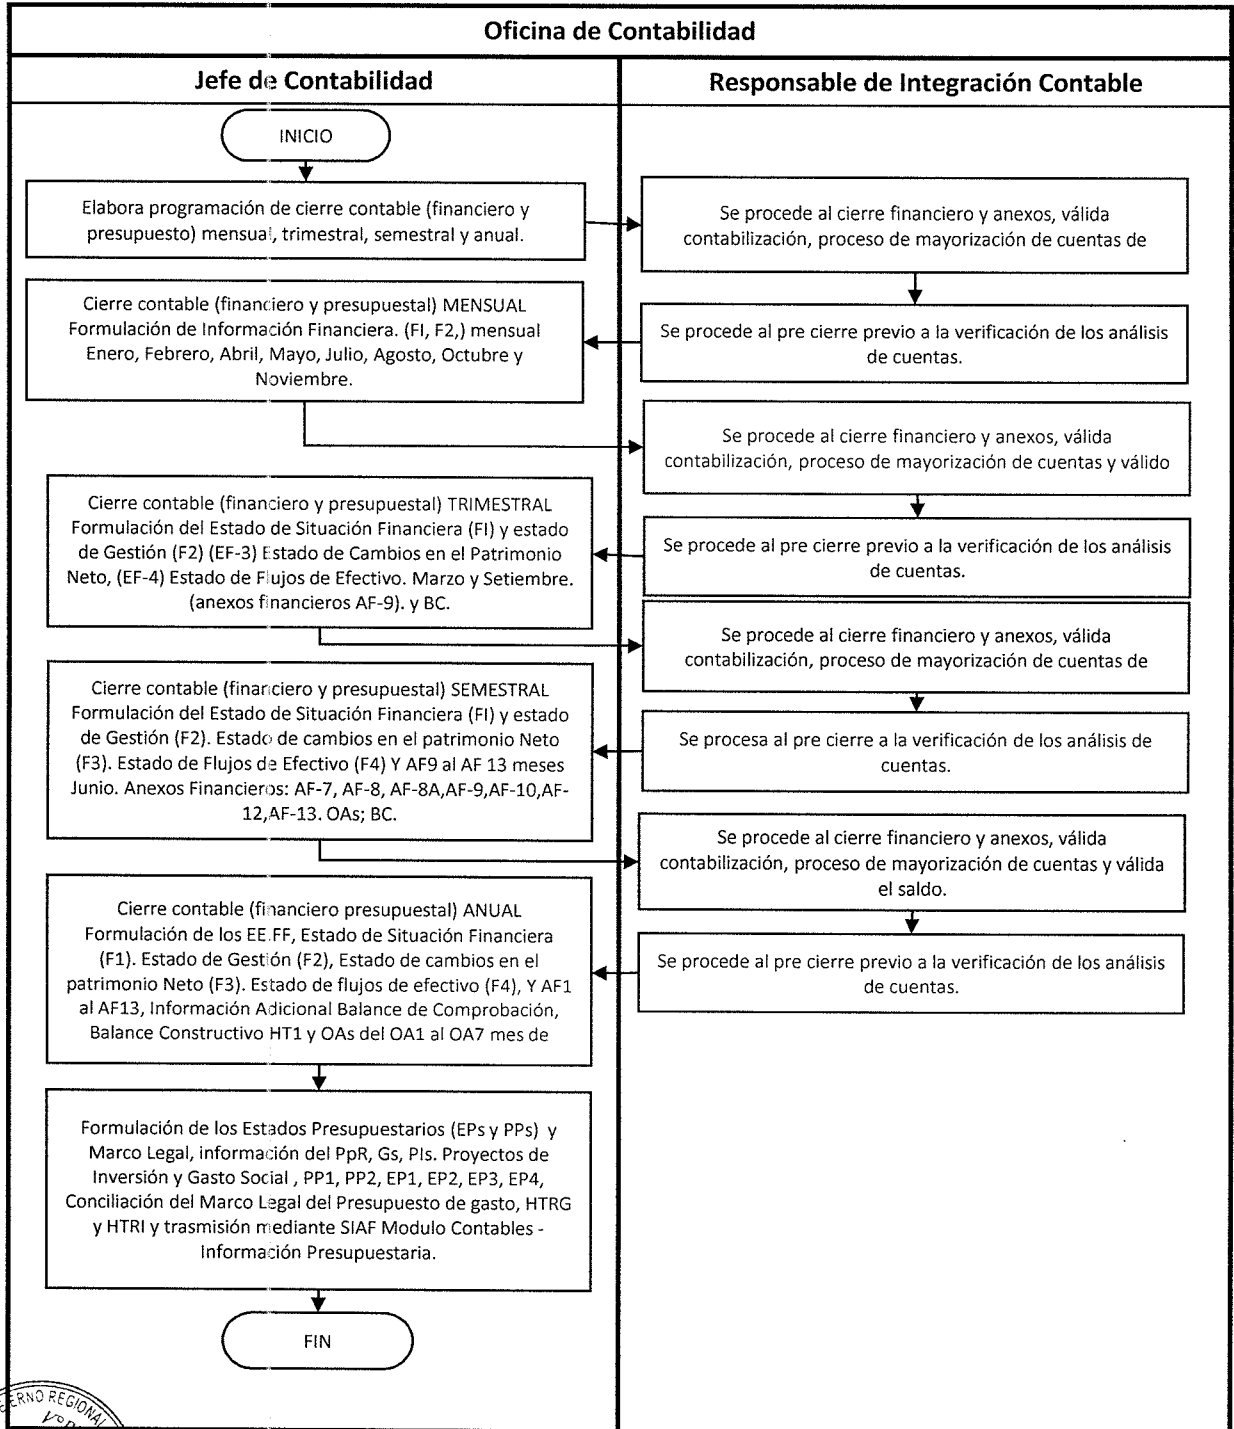 Oficina de Contabilidad
Jefe de Contabilidad
Responsable de Integración Contable
INICIO
Elabora programación de cierre contable (financiero y
presupuesto) mensual, trimestral, semestral y anual.
Se procede al cierre financiero y anexos, válida
contabilización, proceso de mayorización de cuentas de
Cierre contable (financiero y presupuestal) MENSUAL
Formulación de Información Financiera. (FI, F2,) mensual
Enero, Febrero, Abril, Mayo, Julio, Agosto, Octubre y
Noviembre.
Se procede al pre cierre previo a la verificación de los análisis
de cuentas.
Se procede al cierre financiero y anexos, válida
contabilización, proceso de mayorización de cuentas y válido
Cierre contable (financiero y presupuestal) TRIMESTRAL
Formulación del Estado de Situación Financiera (FI) y estado
de Gestión (F2) (EF-3) Estado de Cambios en el Patrimonio
Neto, (EF-4) Estado de Flujos de Efectivo. Marzo y Setiembre.
(anexos financieros AF-9). y BC.
Se procede al pre cierre previo a la verificación de los análisis
de cuentas.
Se procede al cierre financiero y anexos, válida
contabilización, proceso de mayorización de cuentas de
Cierre contable (financiero y presupuestal) SEMESTRAL
Formulación del Estado de Situación Financiera (FI) y estado
de Gestión (F2). Estado de cambios en el patrimonio Neto
(F3). Estado de Flujos de Efectivo (F4) Y AF9 al AF 13 meses
Junio. Anexos Financieros: AF-7, AF-8, AF-8A,AF-9,AF-10,AF-
12,AF-13. OAs; BC.
Se procesa al pre cierre a la verificación de los análisis de
cuentas.
Se procede al cierre financiero y anexos, válida
contabilización, proceso de mayorización de cuentas y válida
el saldo.
Cierre contable (financiero presupuestal) ANUAL
Formulación de los EE.FF, Estado de Situación Financiera
(F1). Estado de Gestión (F2), Estado de cambios en el
patrimonio Neto (F3). Estado de flujos de efectivo (F4), Y AF1
al AF13, Información Adicional Balance de Comprobación,
Balance Constructivo HT1 y OAs del OA1 al OA7 mes de
Se procede al pre cierre previo a la verificación de los análisis
de cuentas.
Formulación de los Estados Presupuestarios (EPs y PPs) y
Marco Legal, información del PpR, Gs, PIs. Proyectos de
Inversión y Gasto Social , PP1, PP2, EP1, EP2, EP3, EP4,
Conciliación del Marco Legal del Presupuesto de gasto, HTRG
y HTRI y trasmisión mediante SIAF Modulo Contables -
Información Presupuestaria.
FIN
REGIONAL